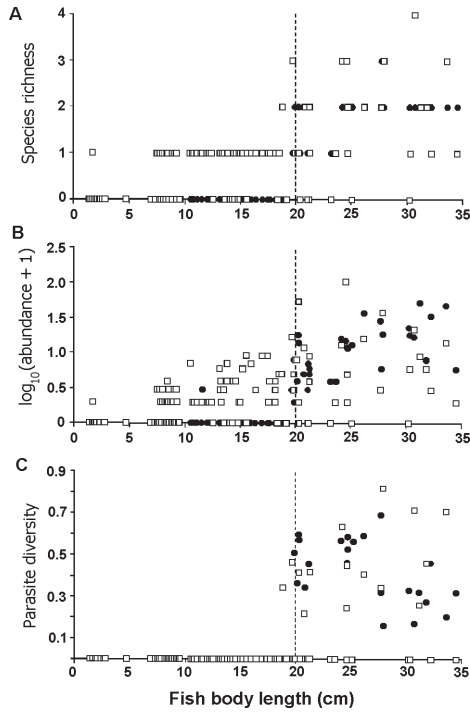 A
Species richness
4
3
2
1
0
0 5 10 15 20 25 30 35
B
log10(abundance + 1)
2.5
2.0
1.5
1.0
0.5
0
0 5 10 15 20 25 30 35
C
Parasite diversity
0.9
0.7
0.5
0.3
0.1
0 5 10 15 20 25 30 35
Fish body length (cm)